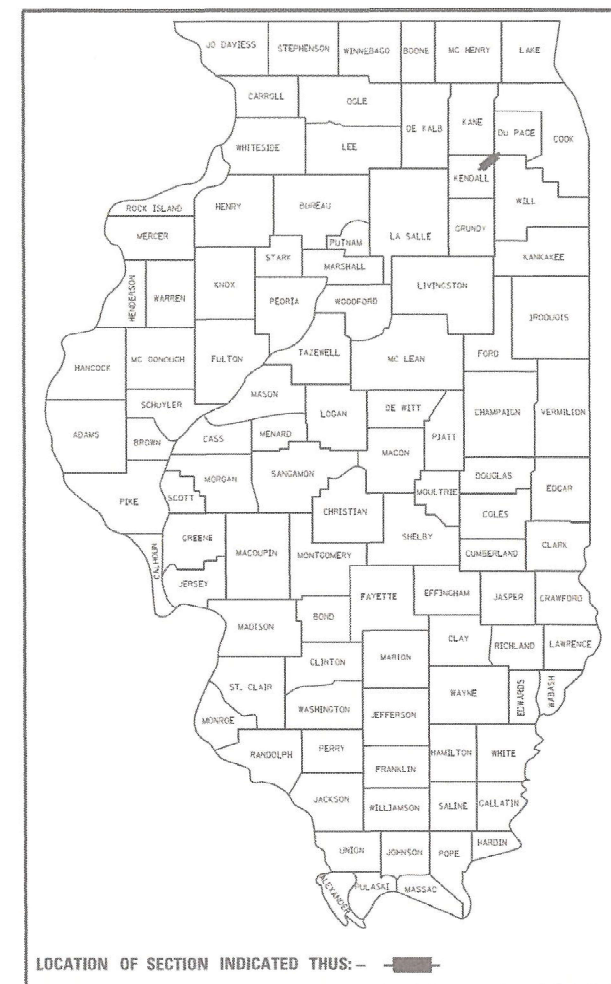 JO DAVIESS STEPHENSON WINNEBAGO BOONE MC HENRY LAKE
CARROLL OGLE DE KALB KANE DU PAGE COOK
WHITESIDE LEE KENDALL WILL
ROCK ISLAND HENRY BUREAU LA SALLE GRUNDY
MERCER PUTNAM KANKAKEE
STARK MARSHALL LIVINGSTON
HENDERSON WARREN KNOX PEORIA WOODFORD IROQUOIS
HANCOCK MC DONOUGH FULTON TAZEWELL MC LEAN FORD
MASON
SCHUYLER LOGAN DE WITT CHAMPAIGN VERMILION
ADAMS BROWN CASS MENARD MACON PIATT
PIKE SCOTT MORGAN SANGAMON MOULTRIE DOUGLAS EDGAR
CHRISTIAN COLES
CALHOUN GREENE MACOUPIN MONTGOMERY SHELBY CUMBERLAND CLARK
JERSEY FAYETTE EFFINGHAM JASPER CRAWFORD
MADISON BOND
CLINTON MARION CLAY RICHLAND LAWRENCE
ST. CLAIR WAYNE EDWARDS WABASH
MONROE WASHINGTON JEFFERSON
RANDOLPH PERRY HAMILTON WHITE
FRANKLIN
JACKSON WILLIAMSON SALINE GALLATIN
UNION JOHNSON POPE HARDIN
ALEXANDER PULASKI MASSAC
LOCATION OF SECTION INDICATED THUS: –